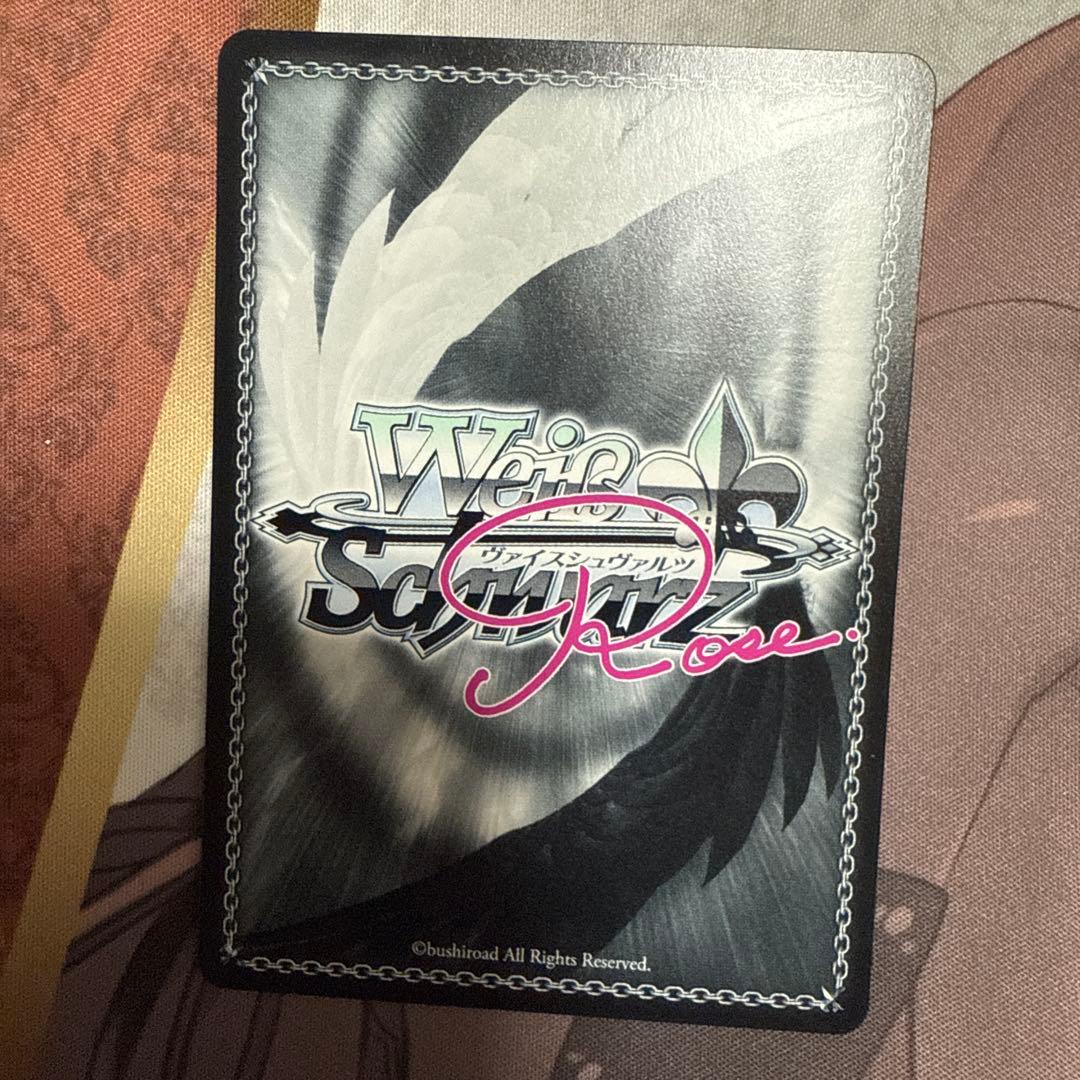 Weiß
ヴァイスシュヴァルツ
Schwarz
Rose.
©bushiroad All Rights Reserved.